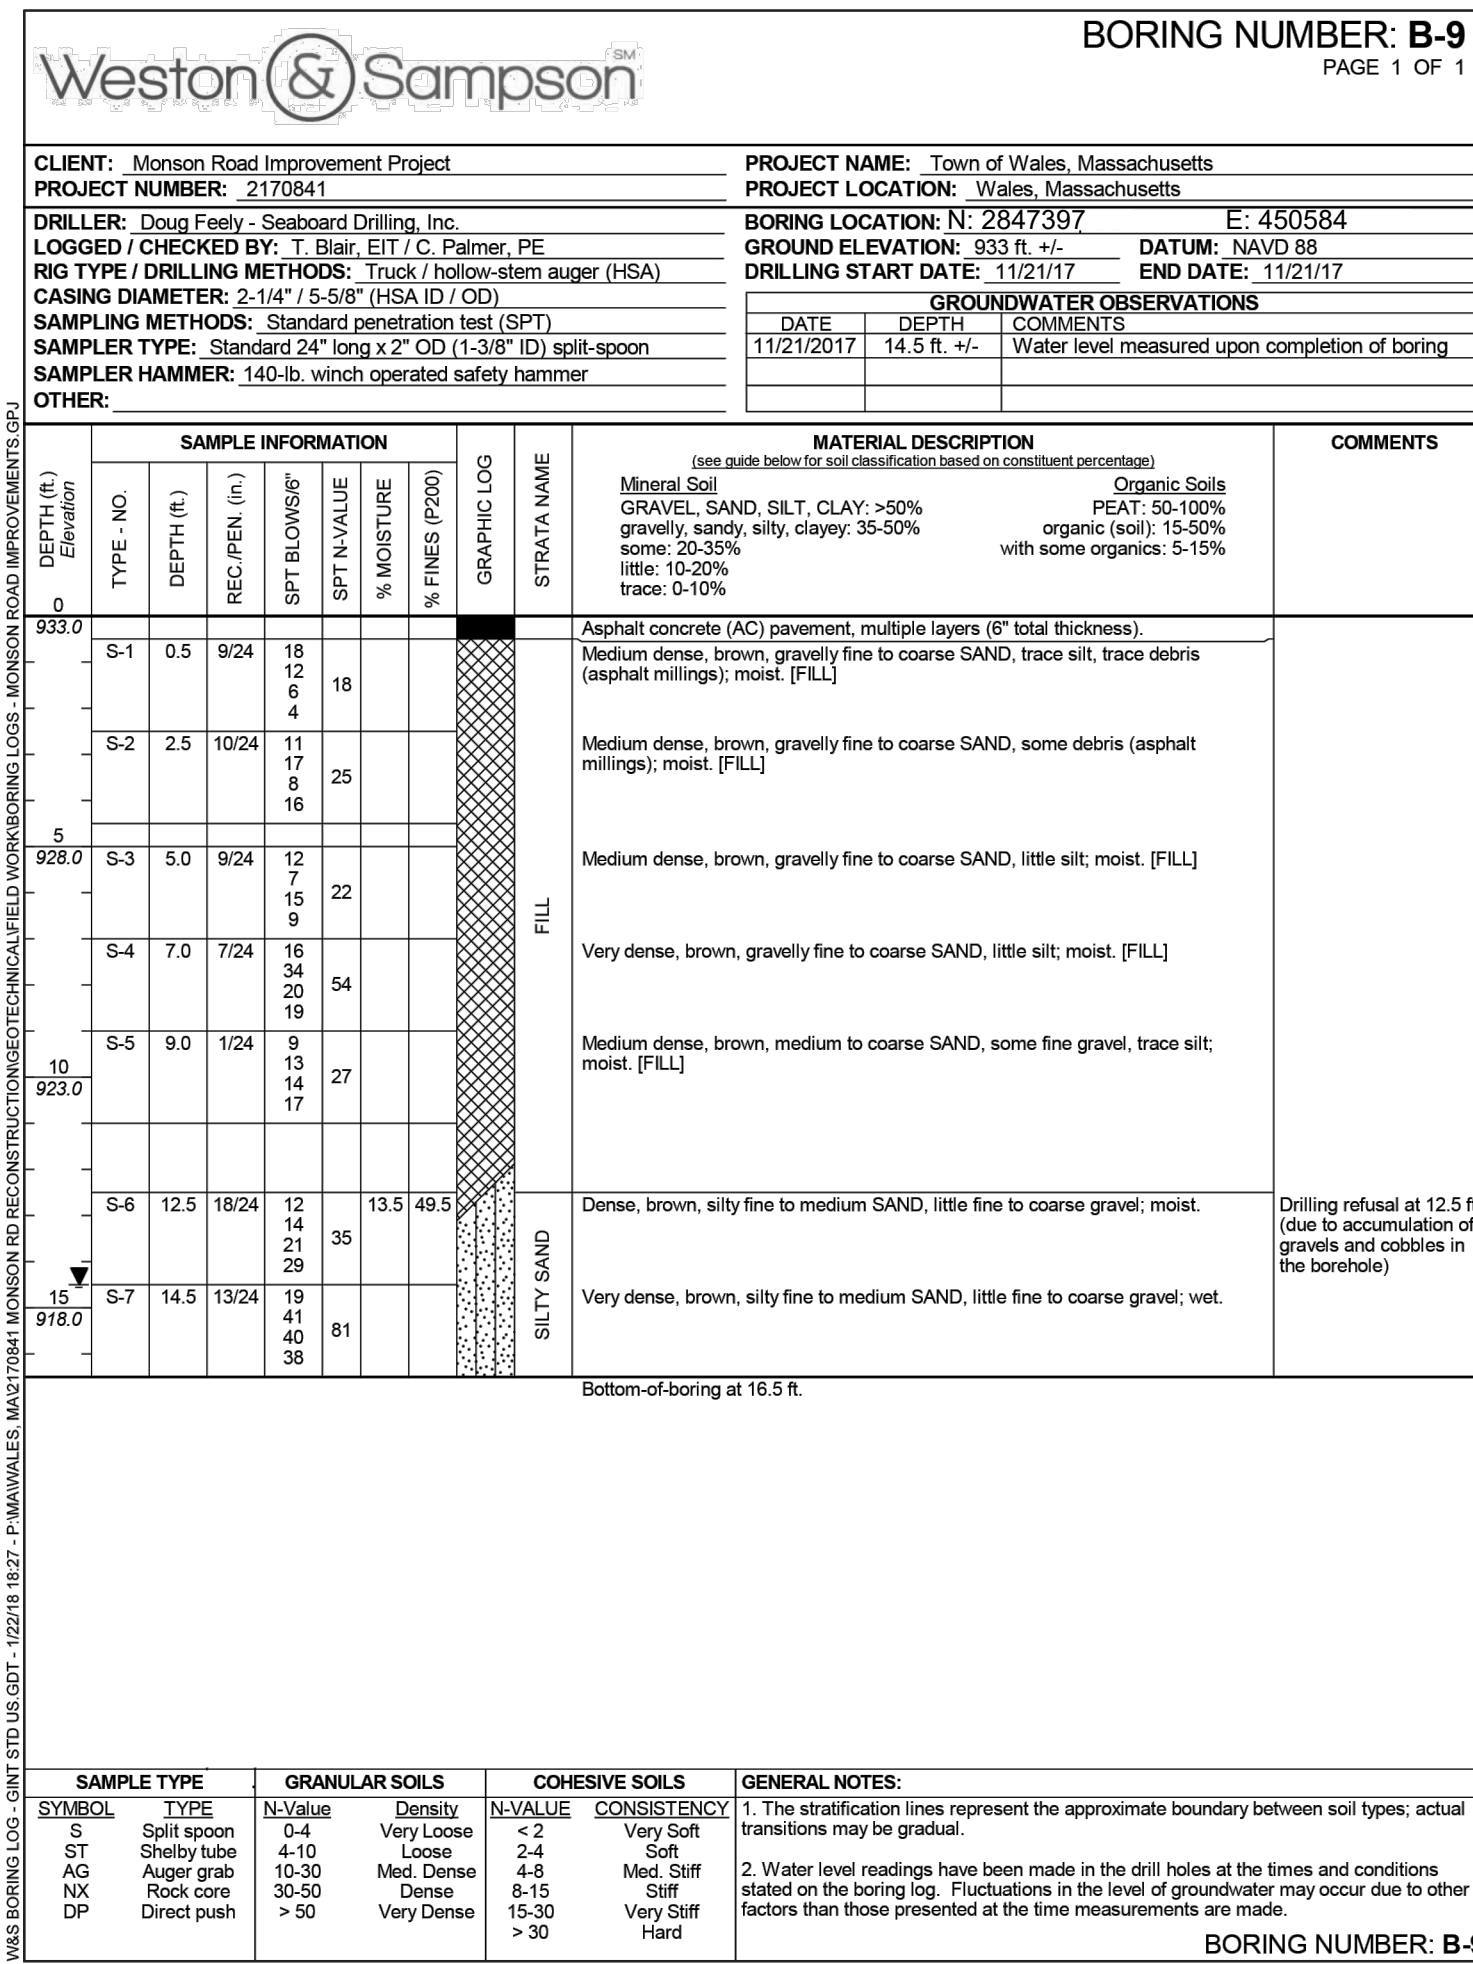 Weston & Sampson SM
BORING NUMBER: B-9
PAGE 1 OF 1
CLIENT: Monson Road Improvement Project
PROJECT NUMBER: 2170841
PROJECT NAME: Town of Wales, Massachusetts
PROJECT LOCATION: Wales, Massachusetts
DRILLER: Doug Feely - Seaboard Drilling, Inc.
LOGGED / CHECKED BY: T. Blair, EIT / C. Palmer, PE
RIG TYPE / DRILLING METHODS: Truck / hollow-stem auger (HSA)
CASING DIAMETER: 2-1/4" / 5-5/8" (HSA ID / OD)
SAMPLING METHODS: Standard penetration test (SPT)
SAMPLER TYPE: Standard 24" long x 2" OD (1-3/8" ID) split-spoon
SAMPLER HAMMER: 140-lb. winch operated safety hammer
OTHER:
BORING LOCATION: N: 2847397 E: 450584
GROUND ELEVATION: 933 ft. +/- DATUM: NAVD 88
DRILLING START DATE: 11/21/17 END DATE: 11/21/17
GROUNDWATER OBSERVATIONS
DATE DEPTH COMMENTS
11/21/2017 14.5 ft. +/- Water level measured upon completion of boring
DEPTH (ft.)
Elevation
SAMPLE INFORMATION
TYPE - NO.
DEPTH (ft.)
REC./PEN. (in.)
SPT BLOWS/6"
SPT N-VALUE
% MOISTURE
% FINES (P200)
GRAPHIC LOG
STRATA NAME
MATERIAL DESCRIPTION
(see guide below for soil classification based on constituent percentage)
Mineral Soil
GRAVEL, SAND, SILT, CLAY: >50%
gravelly, sandy, silty, clayey: 35-50%
some: 20-35%
little: 10-20%
trace: 0-10%
Organic Soils
PEAT: 50-100%
organic (soil): 15-50%
with some organics: 5-15%
COMMENTS
0
933.0
Asphalt concrete (AC) pavement, multiple layers (6" total thickness).
S-1 0.5 9/24 18
12
6
4
18
Medium dense, brown, gravelly fine to coarse SAND, trace silt, trace debris
(asphalt millings); moist. [FILL]
S-2 2.5 10/24 11
17
8
16
25
Medium dense, brown, gravelly fine to coarse SAND, some debris (asphalt
millings); moist. [FILL]
5
928.0
S-3 5.0 9/24 12
7
15
9
22
Medium dense, brown, gravelly fine to coarse SAND, little silt; moist. [FILL]
FILL
S-4 7.0 7/24 16
34
20
19
54
Very dense, brown, gravelly fine to coarse SAND, little silt; moist. [FILL]
S-5 9.0 1/24 9
13
14
17
27
Medium dense, brown, medium to coarse SAND, some fine gravel, trace silt;
moist. [FILL]
10
923.0
S-6 12.5 18/24 12
14
21
29
35
13.5 49.5
Dense, brown, silty fine to medium SAND, little fine to coarse gravel; moist.
Drilling refusal at 12.5 f
(due to accumulation of
gravels and cobbles in
the borehole)
SILTY SAND
15
918.0
S-7 14.5 13/24 19
41
40
38
81
Very dense, brown, silty fine to medium SAND, little fine to coarse gravel; wet.
Bottom-of-boring at 16.5 ft.
SAMPLE TYPE
SYMBOL TYPE
S Split spoon
ST Shelby tube
AG Auger grab
NX Rock core
DP Direct push
GRANULAR SOILS
N-Value Density
0-4 Very Loose
4-10 Loose
10-30 Med. Dense
30-50 Dense
> 50 Very Dense
COHESIVE SOILS
N-VALUE CONSISTENCY
< 2 Very Soft
2-4 Soft
4-8 Med. Stiff
8-15 Stiff
15-30 Very Stiff
> 30 Hard
GENERAL NOTES:
1. The stratification lines represent the approximate boundary between soil types; actual
transitions may be gradual.
2. Water level readings have been made in the drill holes at the times and conditions
stated on the boring log. Fluctuations in the level of groundwater may occur due to other
factors than those presented at the time measurements are made.
BORING NUMBER: B-9
W&S BORING LOG - GINT STD US.GDT - 1/22/18 18:27 - P:\MA\WALES, MA\2170841 MONSON RD RECONSTRUCTION\GEOTECHNICAL\FIELD WORK\BORING LOGS - MONSON ROAD IMPROVEMENTS.GPJ